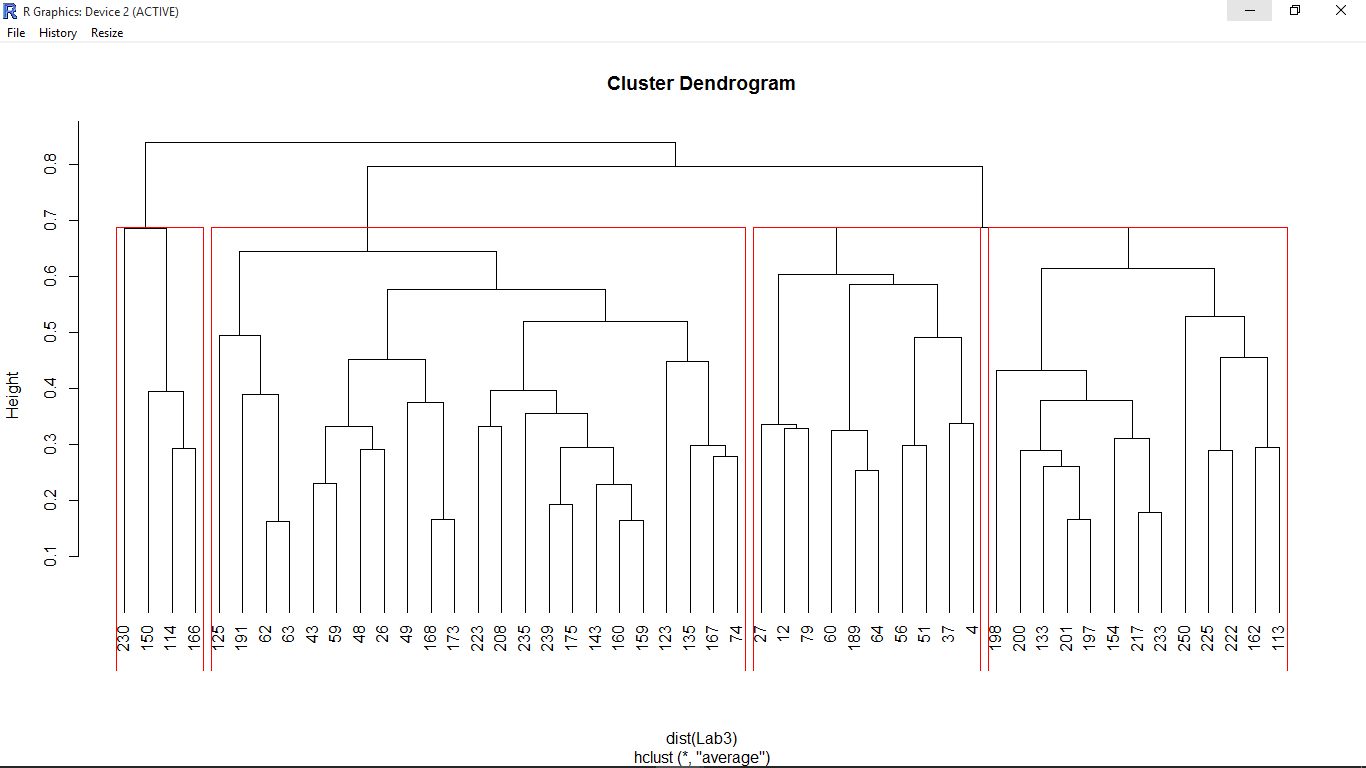 R Graphics: Device 2 (ACTIVE)
File History Resize
Cluster Dendrogram
Height
0.8
0.7
0.6
0.5
0.4
0.3
0.2
0.1
230 150 114 166 125 191 62 63 43 59 48 26 49 168 173 223 208 235 239 175 143 160 159 123 135 167 74 27 12 79 60 189 64 56 51 37 4 198 200 133 201 197 154 217 233 250 225 222 162 113
dist(Lab3)
hclust (*, "average")